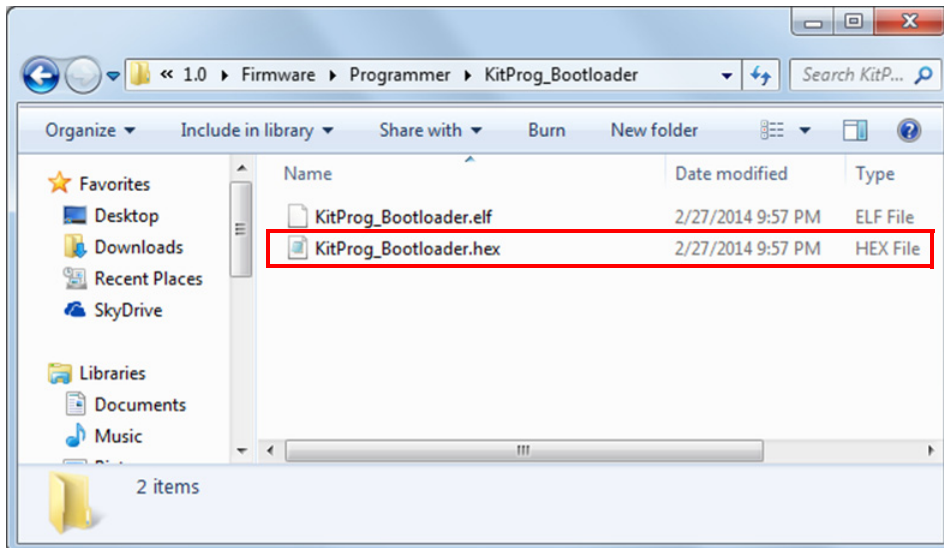 « 1.0 ▸ Firmware ▸ Programmer ▸ KitProg_Bootloader Search KitP...
Organize ▾ Include in library ▾ Share with ▾ Burn New folder
Favorites
Desktop
Downloads
Recent Places
SkyDrive
Libraries
Documents
Music
Name Date modified Type
KitProg_Bootloader.elf 2/27/2014 9:57 PM ELF File
KitProg_Bootloader.hex 2/27/2014 9:57 PM HEX File
2 items